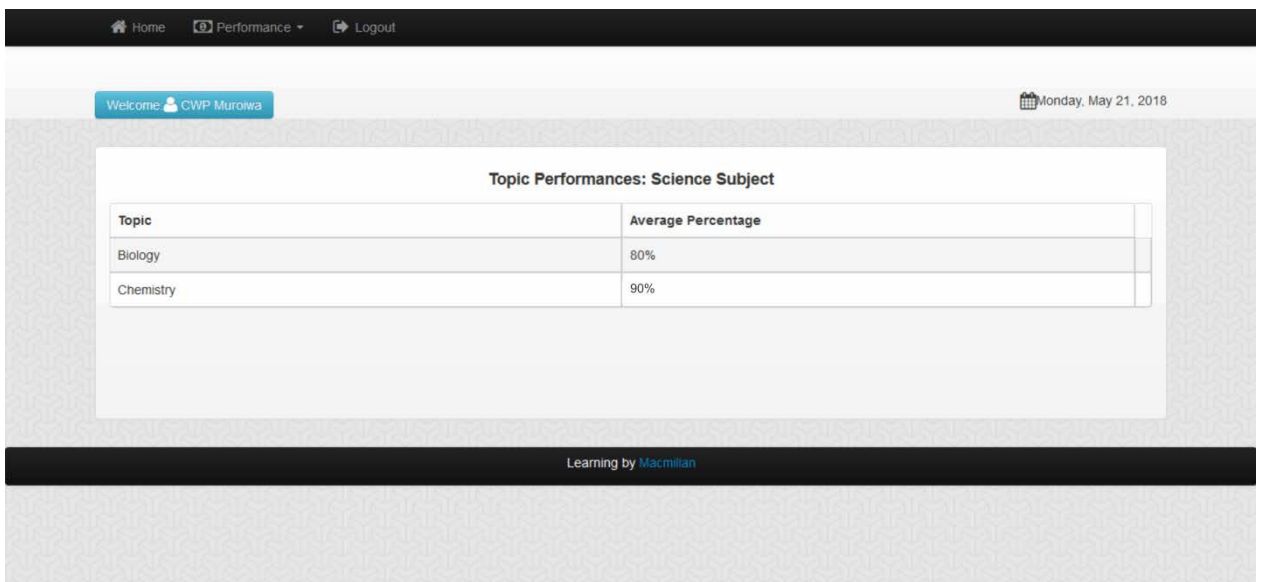 Home Performance Logout
Welcome: CWP Muroiwa
Monday, May 21, 2018
Topic Performances: Science Subject
Topic Average Percentage
Biology 80%
Chemistry 90%
Learning by Macmillan